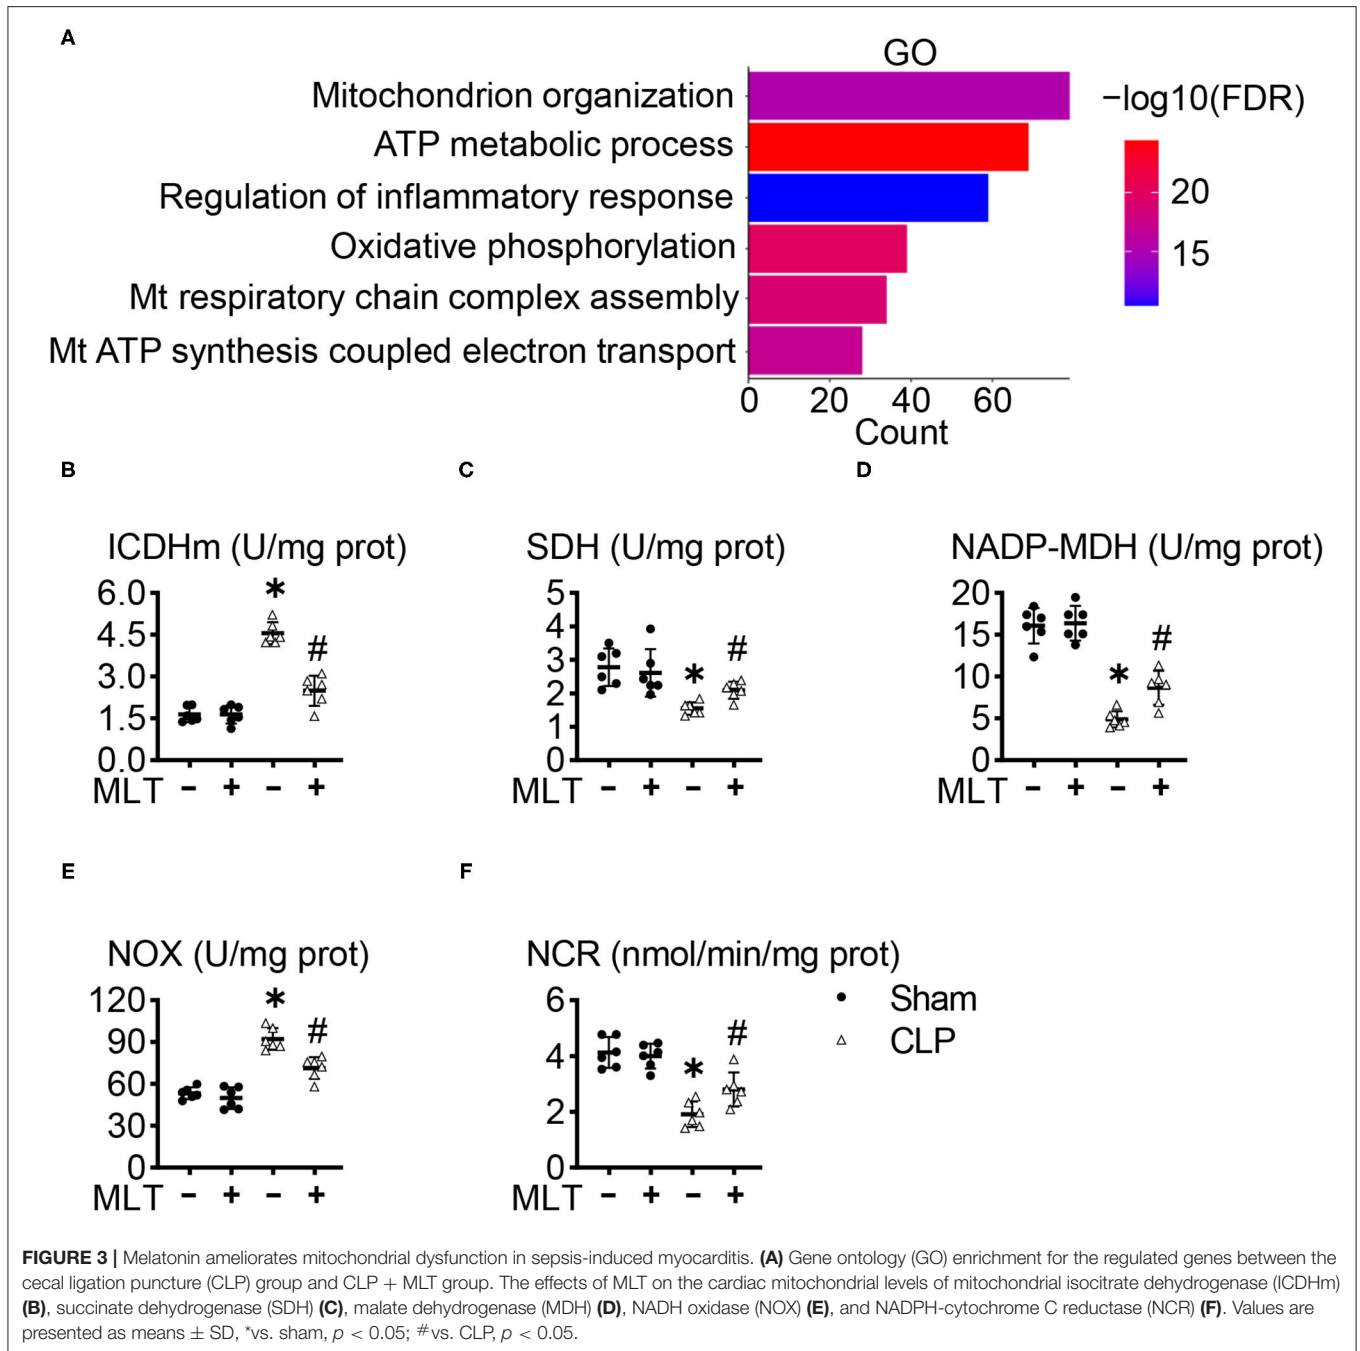 A
GO
Mitochondrion organization
ATP metabolic process
Regulation of inflammatory response
Oxidative phosphorylation
Mt respiratory chain complex assembly
Mt ATP synthesis coupled electron transport
0 20 40 60
Count
−log10(FDR)
20
15
B
ICDHm (U/mg prot)
6.0
4.5
3.0
1.5
0.0
*
#
MLT − + − +
C
SDH (U/mg prot)
5
4
3
2
1
0
*
#
MLT − + − +
D
NADP-MDH (U/mg prot)
20
15
10
5
0
*
#
MLT − + − +
E
NOX (U/mg prot)
120
90
60
30
0
*
#
MLT − + − +
F
NCR (nmol/min/mg prot)
6
4
2
0
*
#
MLT − + − +
Sham
CLP
FIGURE 3 | Melatonin ameliorates mitochondrial dysfunction in sepsis-induced myocarditis. (A) Gene ontology (GO) enrichment for the regulated genes between the
cecal ligation puncture (CLP) group and CLP + MLT group. The effects of MLT on the cardiac mitochondrial levels of mitochondrial isocitrate dehydrogenase (ICDHm)
(B), succinate dehydrogenase (SDH) (C), malate dehydrogenase (MDH) (D), NADH oxidase (NOX) (E), and NADPH-cytochrome C reductase (NCR) (F). Values are
presented as means ± SD, *vs. sham, p < 0.05; #vs. CLP, p < 0.05.